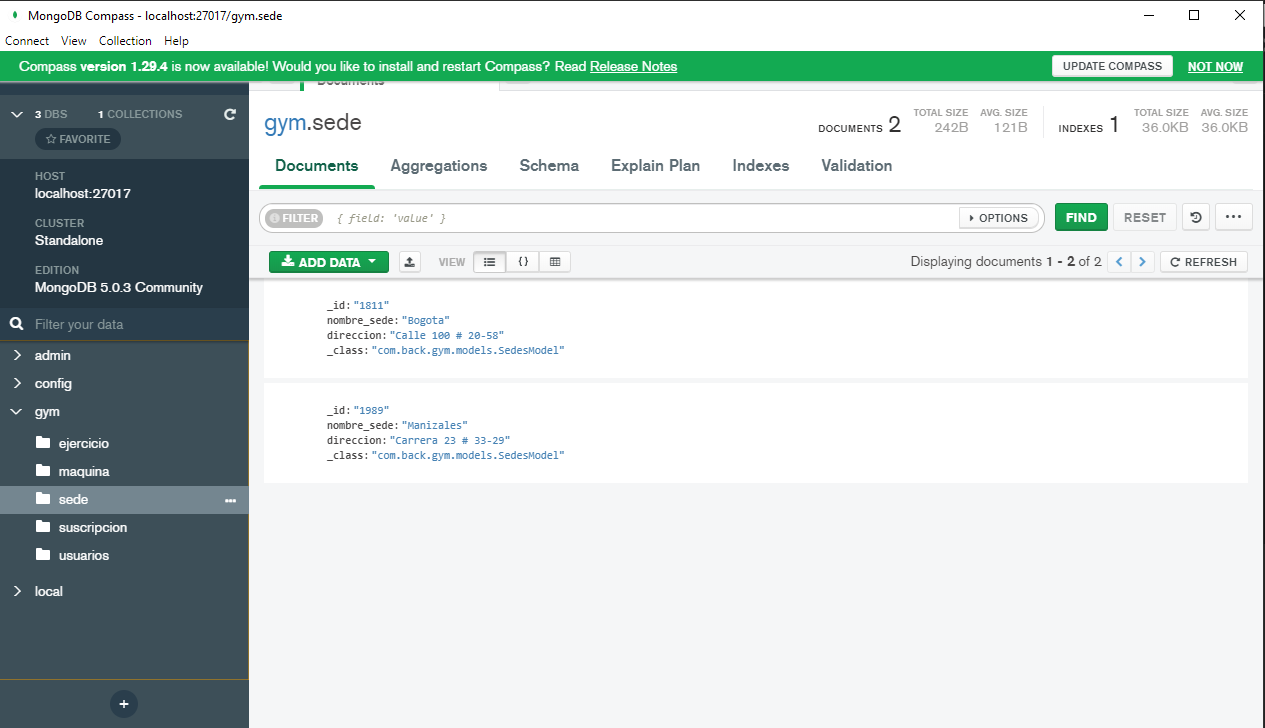 MongoDB Compass - localhost:27017/gym.sede
Connect View Collection Help
Compass version 1.29.4 is now available! Would you like to install and restart Compass? Read Release Notes UPDATE COMPASS NOT NOW
Documents
3 DBS 1 COLLECTIONS
FAVORITE
HOST
localhost:27017
CLUSTER
Standalone
EDITION
MongoDB 5.0.3 Community
Filter your data
admin
config
gym
ejercicio
maquina
sede
suscripcion
usuarios
local
gym.sede
DOCUMENTS 2 TOTAL SIZE 242B AVG. SIZE 121B INDEXES 1 TOTAL SIZE 36.0KB AVG. SIZE 36.0KB
Documents Aggregations Schema Explain Plan Indexes Validation
FILTER { field: 'value' } OPTIONS FIND RESET
ADD DATA VIEW {} Displaying documents 1 - 2 of 2 REFRESH
_id: "1811"
nombre_sede: "Bogota"
direccion: "Calle 100 # 20-58"
_class: "com.back.gym.models.SedesModel"
_id: "1989"
nombre_sede: "Manizales"
direccion: "Carrera 23 # 33-29"
_class: "com.back.gym.models.SedesModel"